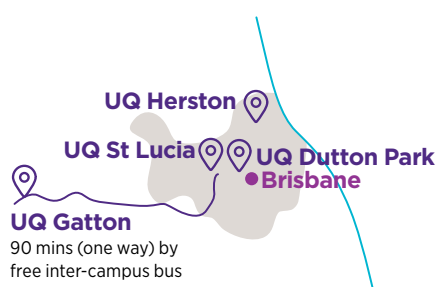 UQ Herston
UQ St Lucia
UQ Dutton Park
Brisbane
UQ Gatton
90 mins (one way) by
free inter-campus bus